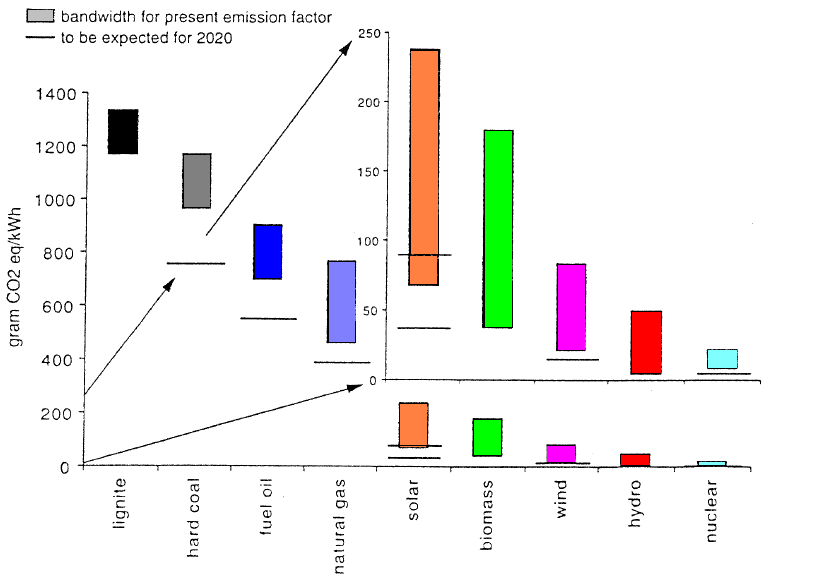 bandwidth for present emission factor
to be expected for 2020
250
200
150
100
50
0
1400
1200
1000
800
600
400
200
0
gram CO2 eq/kWh
lignite
hard coal
fuel oil
natural gas
solar
biomass
wind
hydro
nuclear